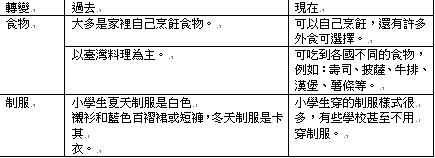 轉變 過去 現在
食物 大多是家裡自己烹飪食物。 可以自己烹飪，還有許多
外食可選擇。
以臺灣料理為主。 可吃到各國不同的食物，
例如：壽司、披薩、牛排、
漢堡、薯條等。
制服 小學生夏天制服是白色 小學生穿的制服樣式很
襯衫和藍色百褶裙或短褲，冬天制服是卡 多，有些學校甚至不用
其 穿制服。
衣。